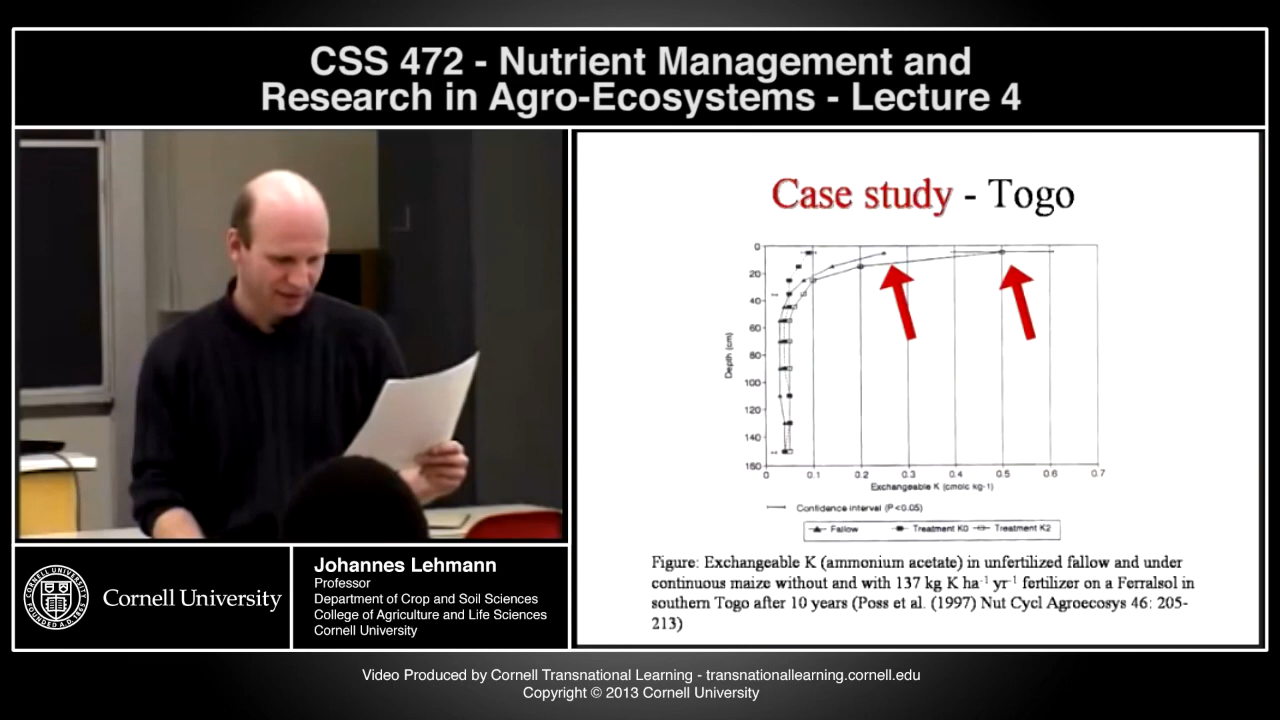 CSS 472 - Nutrient Management and
Research in Agro-Ecosystems - Lecture 4
Case study - Togo
0
20
40
60
80
100
120
140
160
Depth (cm)
0 0.1 0.2 0.3 0.4 0.5 0.6 0.7
Exchangeable K (cmolc kg-1)
Confidence interval (P<0.05)
Fallow Treatment K0 Treatment K2
Figure: Exchangeable K (ammonium acetate) in unfertilized fallow and under
continuous maize without and with 137 kg K ha-1 yr-1 fertilizer on a Ferralsol in
southern Togo after 10 years (Poss et al. (1997) Nut Cycl Agroecosys 46: 205-
213)
Cornell University
Johannes Lehmann
Professor
Department of Crop and Soil Sciences
College of Agriculture and Life Sciences
Cornell University
Video Produced by Cornell Transnational Learning - transnationallearning.cornell.edu
Copyright © 2013 Cornell University